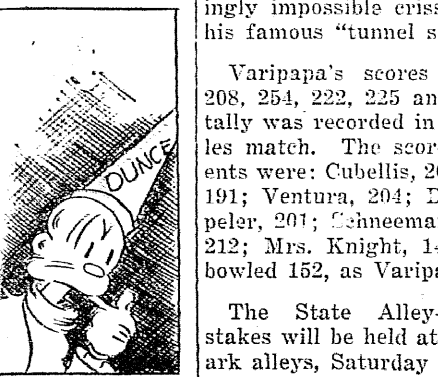 OUNCE
ingly impossible criss
his famous "tunnel s
Varipapa's scores
208, 254, 222, 225 an
tally was recorded in
les match. The scor
ents were: Cubellis, 20
191; Ventura, 204;
peler, 201; Schneema
212; Mrs. Knight, 14
bowled 152, as Varipa
The State Alley-
stakes will be held at
ark alleys, Saturday